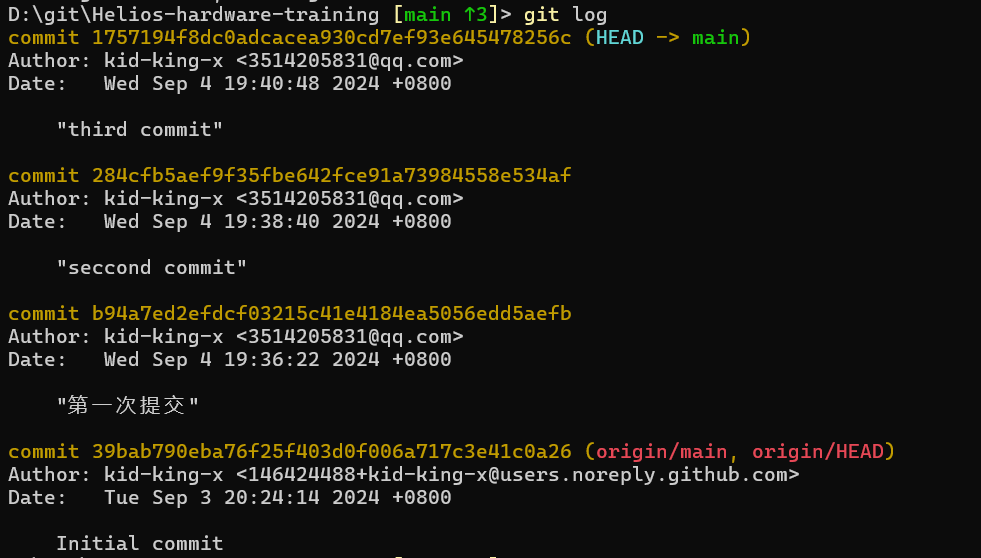 D:\git\Helios-hardware-training [main ↑3]> git log
commit 1757194f8dc0adcacea930cd7ef93e645478256c (HEAD -> main)
Author: kid-king-x <3514205831@qq.com>
Date:   Wed Sep 4 19:40:48 2024 +0800
"third commit"
commit 284cfb5aef9f35fbe642fce91a73984558e534af
Author: kid-king-x <3514205831@qq.com>
Date:   Wed Sep 4 19:38:40 2024 +0800
"seccond commit"
commit b94a7ed2efdcf03215c41e4184ea5056edd5aefb
Author: kid-king-x <3514205831@qq.com>
Date:   Wed Sep 4 19:36:22 2024 +0800
"第一次提交"
commit 39bab790eba76f25f403d0f006a717c3e41c0a26 (origin/main, origin/HEAD)
Author: kid-king-x <146424488+kid-king-x@users.noreply.github.com>
Date:   Tue Sep 3 20:24:14 2024 +0800
Initial commit